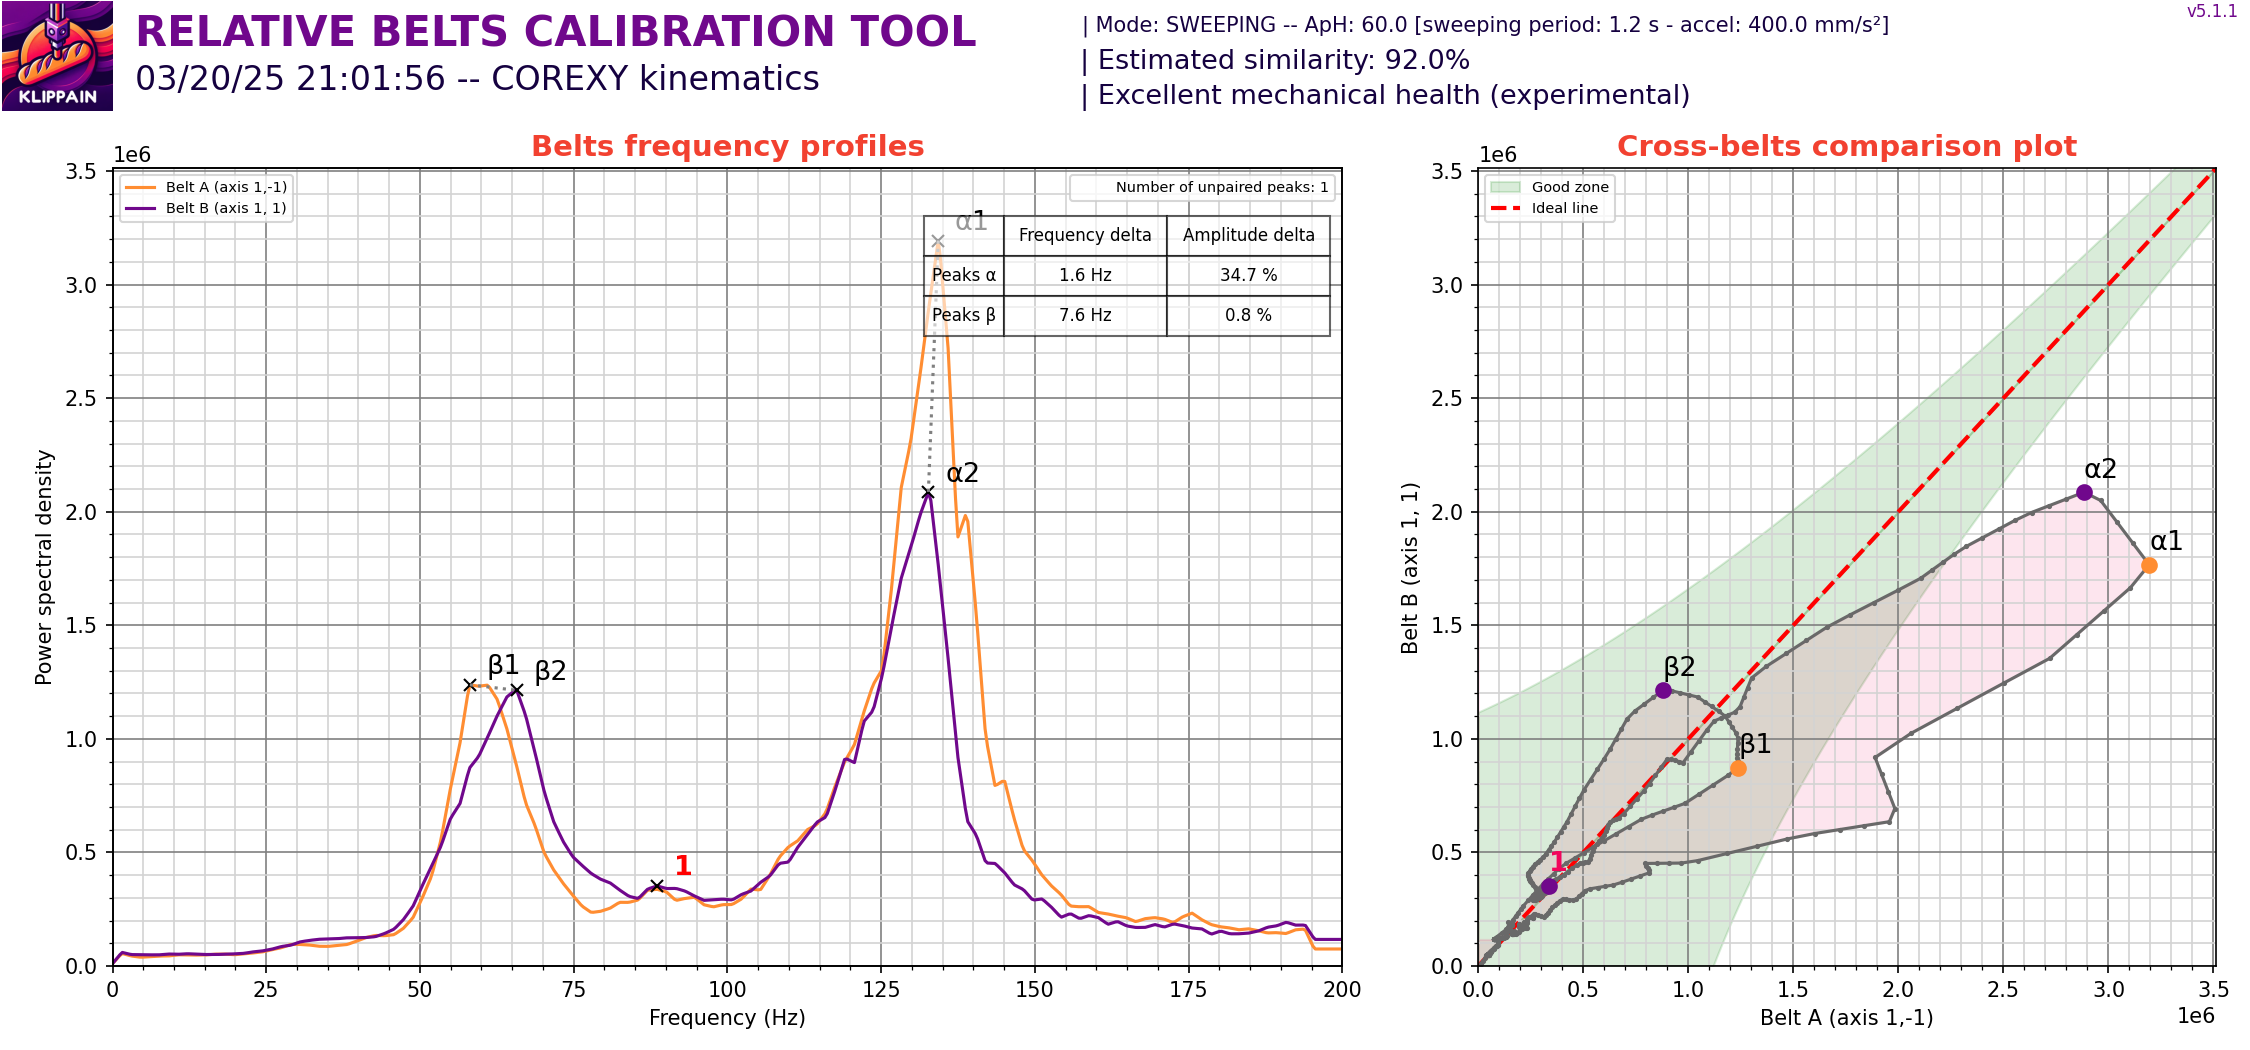 KLIPPAIN
RELATIVE BELTS CALIBRATION TOOL
03/20/25 21:01:56 -- COREXY kinematics
| Mode: SWEEPING -- ApH: 60.0 [sweeping period: 1.2 s - accel: 400.0 mm/s²]
| Estimated similarity: 92.0%
| Excellent mechanical health (experimental)
v5.1.1
Belts frequency profiles
1e6
Belt A (axis 1,-1)
Belt B (axis 1, 1)
Number of unpaired peaks: 1
Frequency delta Amplitude delta
Peaks α 1.6 Hz 34.7 %
Peaks β 7.6 Hz 0.8 %
α1
α2
β1
β2
1
Power spectral density
3.5
3.0
2.5
2.0
1.5
1.0
0.5
0.0
0 25 50 75 100 125 150 175 200
Frequency (Hz)
Cross-belts comparison plot
1e6
Good zone
Ideal line
α2
α1
β2
β1
1
Belt B (axis 1, 1)
3.5
3.0
2.5
2.0
1.5
1.0
0.5
0.0
0.0 0.5 1.0 1.5 2.0 2.5 3.0 3.5
Belt A (axis 1,-1)
1e6